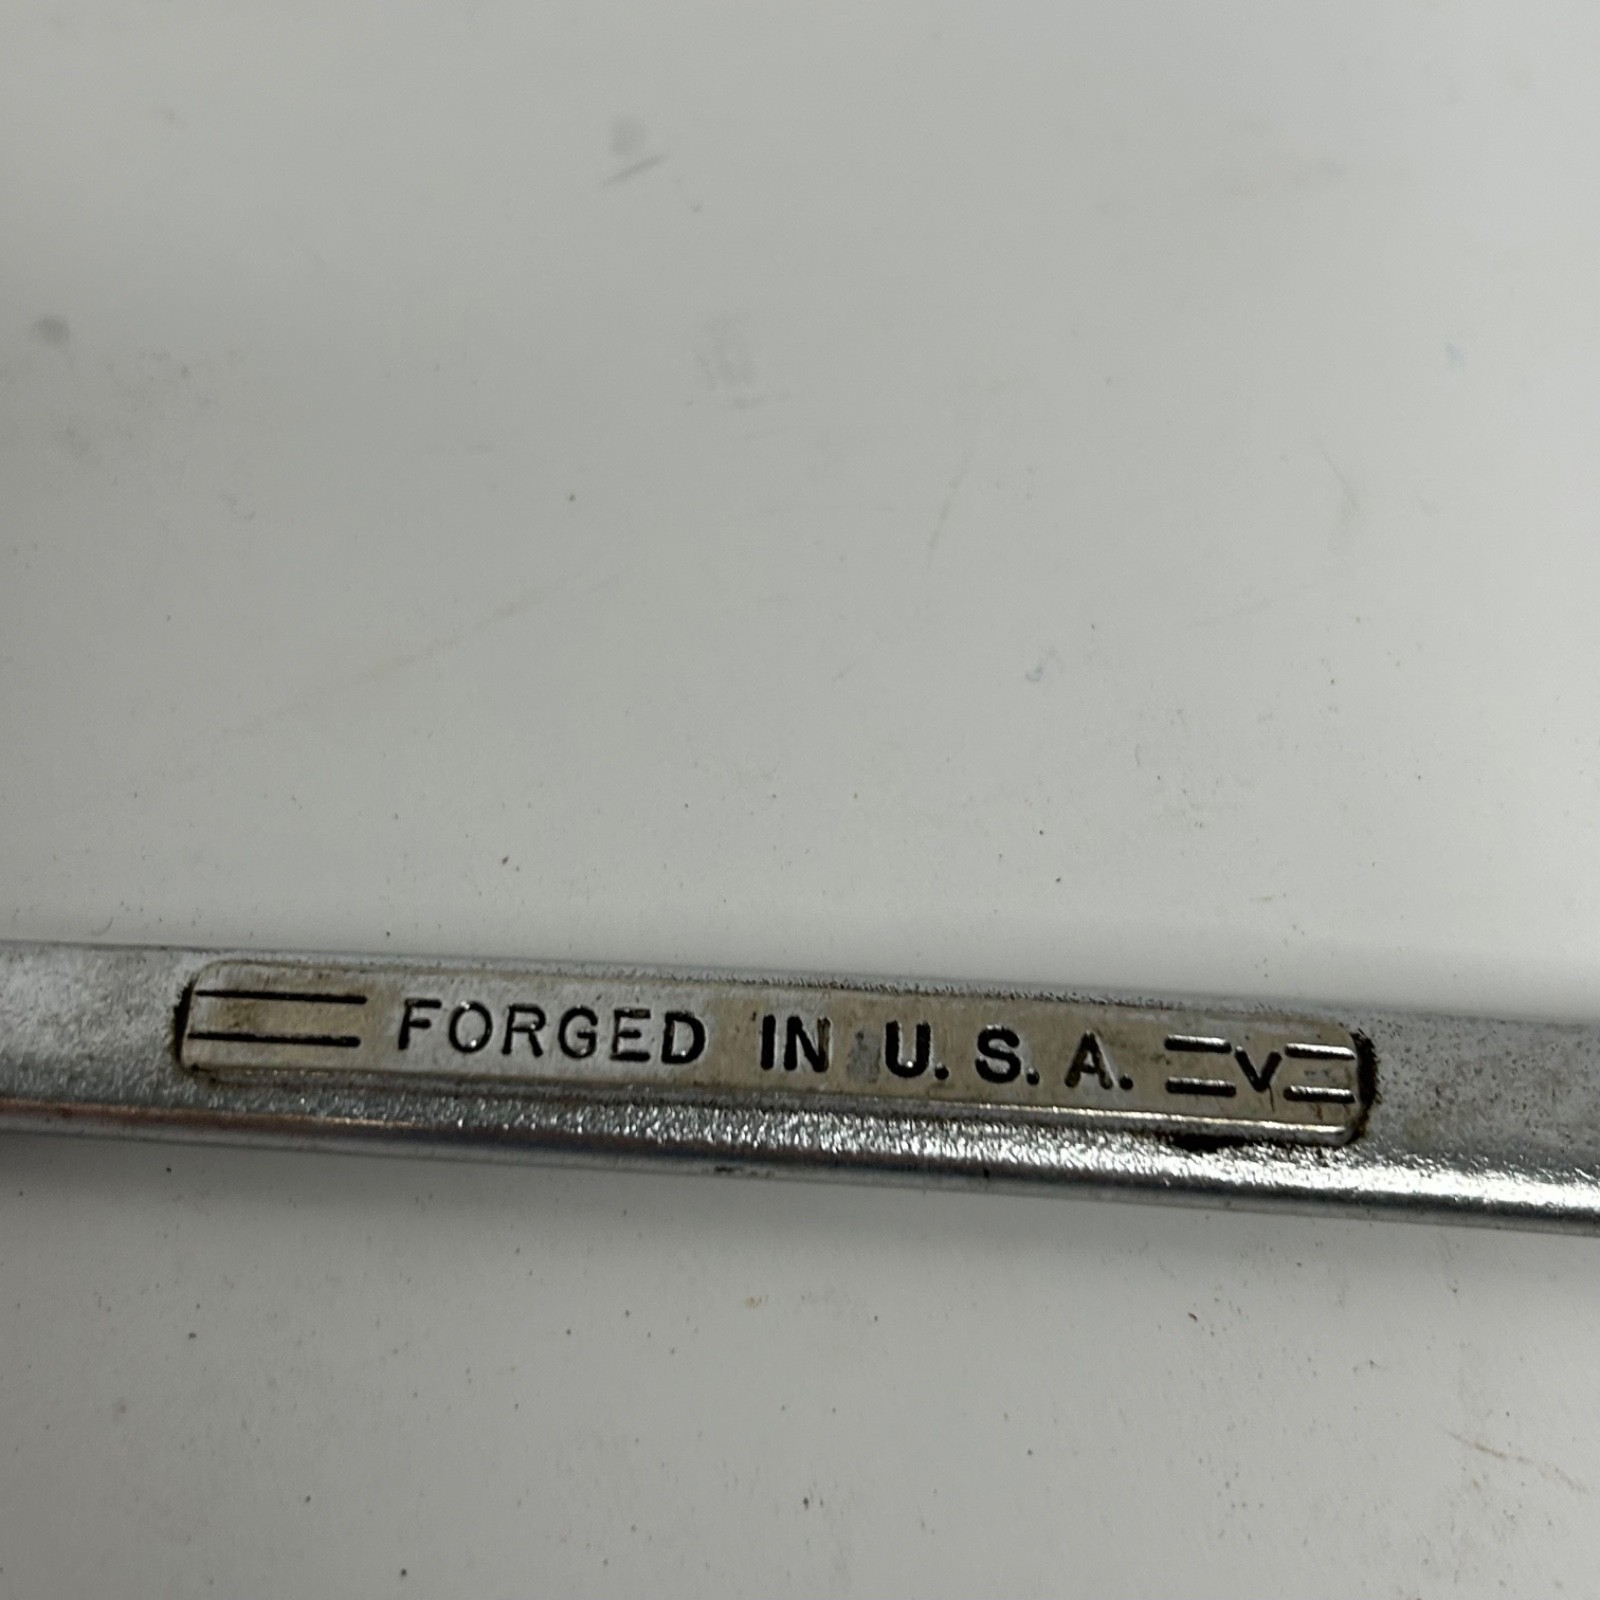 FORGED IN U.S.A. =V=